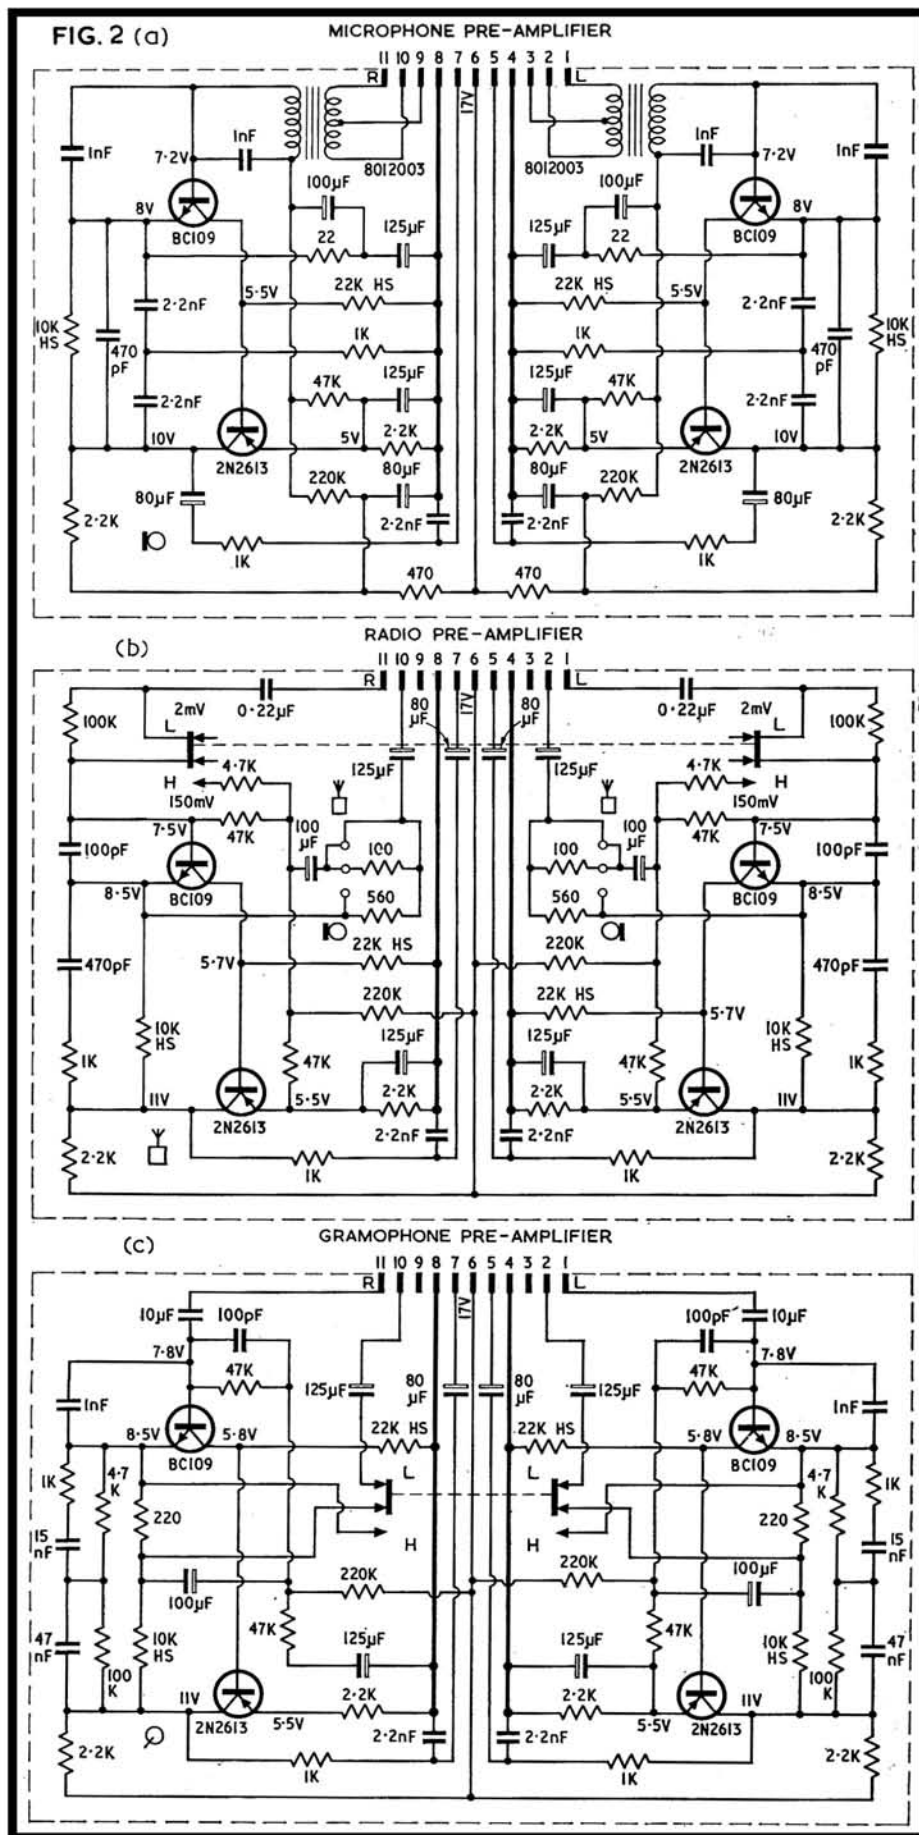 FIG. 2 (a)
MICROPHONE PRE-AMPLIFIER
R 11 10 9 8 7 6 5 4 3 2 1 L
17V
1nF 7.2V 1nF 8012003 8012003 1nF 7.2V 1nF
100µF 100µF
8V BC109 125µF 125µF BC109 8V
22 22
2.2nF 5.5V 22K HS 22K HS 5.5V 2.2nF
10K HS 470 pF 1K 1K 470 pF 10K HS
47K 125µF 125µF 47K
2.2nF 2.2nF
10V 2N2613 5V 2.2K 2.2K 5V 2N2613 10V
80µF 220K 80µF 80µF 220K 80µF
2.2K 2.2nF 2.2nF 2.2K
1K 1K
470 470
RADIO PRE-AMPLIFIER
(b)
R 11 10 9 8 7 6 5 4 3 2 1 L
17V
100K 2mV L 0.22µF 80 µF 80 µF 0.22µF 2mV L 100K
H 4.7K 125µF 125µF 4.7K H
150mV 47K 47K 150mV
100pF 7.5V 100 µF 100 100 100 µF 7.5V 100pF
8.5V BC109 560 560 BC109 8.5V
22K HS 220K
470pF 5.7V 220K 22K HS 5.7V 470pF
10K HS 125µF 125µF 10K HS
1K 47K 2.2K 2.2K 47K 1K
11V 2N2613 5.5V 5.5V 2N2613 11V
2.2K 2.2nF 2.2nF 2.2K
1K 1K
(c)
GRAMOPHONE PRE-AMPLIFIER
R 11 10 9 8 7 6 5 4 3 2 1 L
17V
10µF 100pF 100pF 10µF
7.8V 47K 125µF 80 µF 80 µF 125µF 47K 7.8V
1nF 1nF
8.5V BC109 5.8V 22K HS 22K HS 5.8V BC109 8.5V
1K 4.7 K L L 4.7 K 1K
220 H H 220
15 nF 15 nF
100µF 220K 220K 100µF
47 nF 100 K 10K HS 47K 125µF 125µF 47K 10K HS 100K 47 nF
11V 2N2613 5.5V 2.2K 2.2K 5.5V 2N2613 11V
2.2K 2.2nF 2.2nF 2.2K
1K 1K